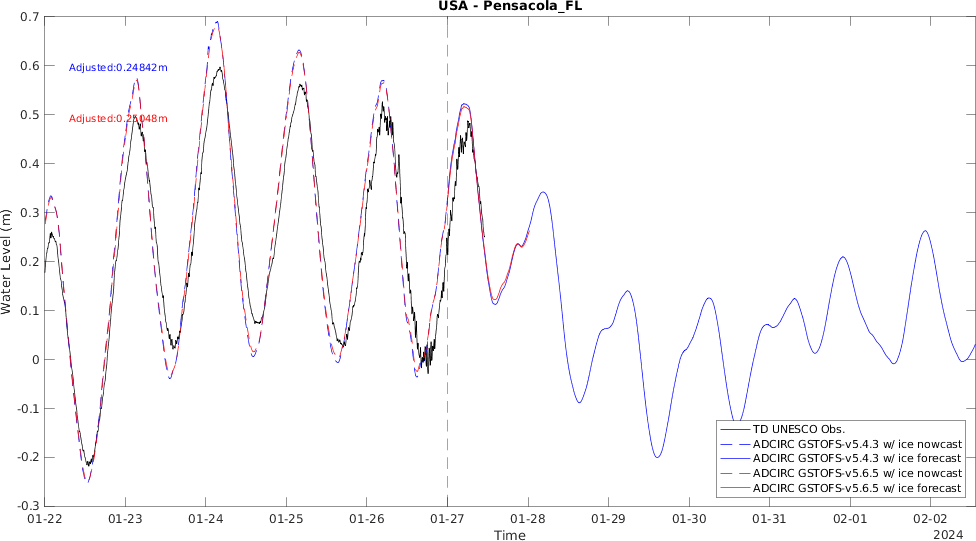 USA - Pensacola_FL
0.7
0.6
0.5
0.4
0.3
0.2
0.1
0
-0.1
-0.2
-0.3
Water Level (m)
Adjusted:0.24842m
Adjusted:0.25048m
TD UNESCO Obs.
ADCIRC GSTOFS-v5.4.3 w/ ice nowcast
ADCIRC GSTOFS-v5.4.3 w/ ice forecast
ADCIRC GSTOFS-v5.6.5 w/ ice nowcast
ADCIRC GSTOFS-v5.6.5 w/ ice forecast
01-22 01-23 01-24 01-25 01-26 01-27 01-28 01-29 01-30 01-31 02-01 02-02
Time
2024